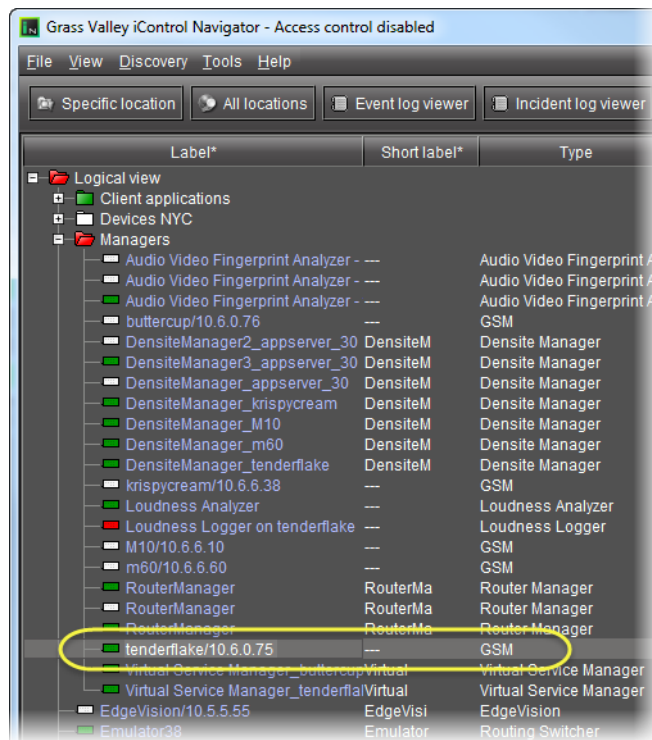 Grass Valley iControl Navigator - Access control disabled
File View Discovery Tools Help
Specific location All locations Event log viewer Incident log viewer
Label* Short label* Type
Logical view
Client applications
Devices NYC
Managers
Audio Video Fingerprint Analyzer - --- Audio Video Fingerprint A
Audio Video Fingerprint Analyzer - --- Audio Video Fingerprint A
Audio Video Fingerprint Analyzer - --- Audio Video Fingerprint A
buttercup/10.6.0.76 --- GSM
DensiteManager2_appserver_30 DensiteM Densite Manager
DensiteManager3_appserver_30 DensiteM Densite Manager
DensiteManager_appserver_30 DensiteM Densite Manager
DensiteManager_krispycream DensiteM Densite Manager
DensiteManager_M10 DensiteM Densite Manager
DensiteManager_m60 DensiteM Densite Manager
DensiteManager_tenderflake DensiteM Densite Manager
krispycream/10.6.6.38 --- GSM
Loudness Analyzer --- Loudness Analyzer
Loudness Logger on tenderflake --- Loudness Logger
M10/10.6.6.10 --- GSM
m60/10.6.6.60 --- GSM
RouterManager RouterMa Router Manager
RouterManager RouterMa Router Manager
RouterManager RouterMa Router Manager
tenderflake/10.6.0.75 --- GSM
Virtual Service Manager_buttercup Virtual Virtual Service Manager
Virtual Service Manager_tenderfla Virtual Virtual Service Manager
EdgeVision/10.5.5.55 EdgeVisi EdgeVision
Emulator38 Emulator Routing Switcher